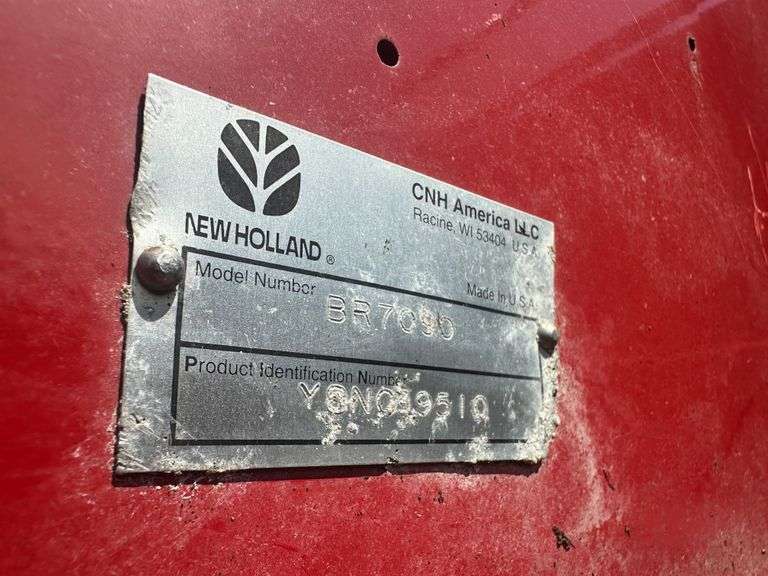 NEW HOLLAND ®
CNH America LLC
Racine, WI 53404 U.S.A.
Made In U.S.A.
Model Number
BR7090
Product Identification Number